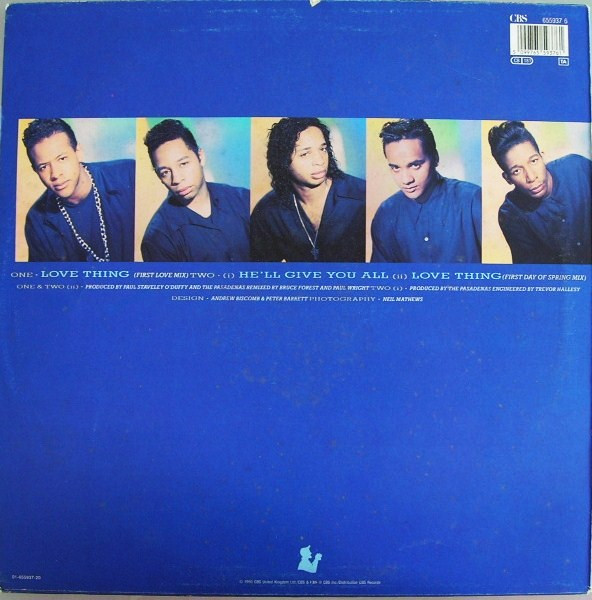 CBS 655937 6
ONE · LOVE THING (FIRST LOVE MIX) TWO · (i) HE'LL GIVE YOU ALL (ii) LOVE THING (FIRST DAY OF SPRING MIX)
ONE & TWO (ii) · PRODUCED BY PAUL STAVELEY O'DUFFY AND THE PASADENAS REMIXED BY BRUCE FOREST AND PAUL WRIGHT TWO (i) · PRODUCED BY THE PASADENAS ENGINEERED BY TREVOR HALLESY
DESIGN · ANDREW BISCOMB & PETER BARRETT PHOTOGRAPHY · NEIL MATHEWS